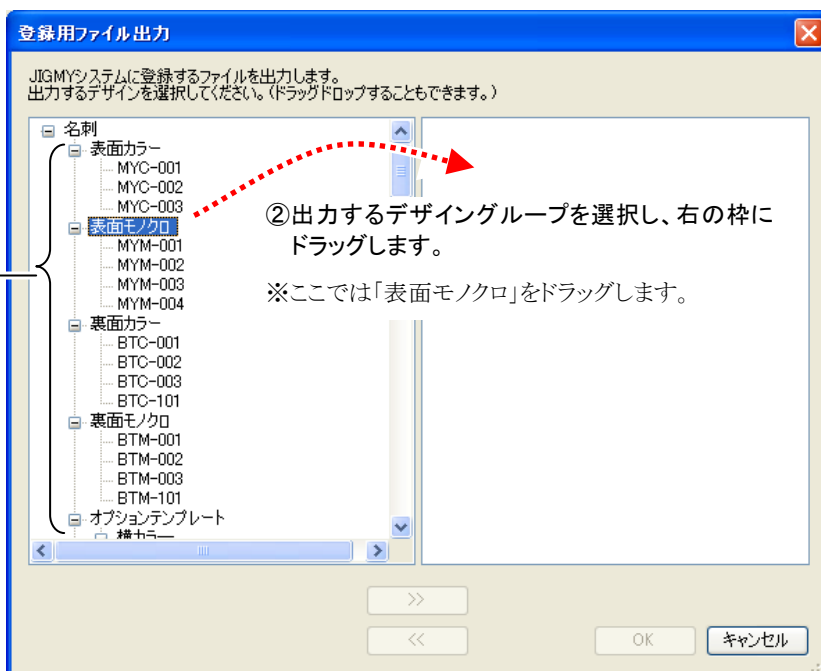 登録用ファイル出力
JIGMYシステムに登録するファイルを出力します。
出力するデザインを選択してください。（ドラッグドロップすることもできます。）
名刺
表面カラー
MYC-001
MYC-002
MYC-003
表面モノクロ
MYM-001
MYM-002
MYM-003
MYM-004
裏面カラー
BTC-001
BTC-002
BTC-003
BTC-101
裏面モノクロ
BTM-001
BTM-002
BTM-003
BTM-101
オプションテンプレート
横カラー
②出力するデザイングループを選択し、右の枠に
ドラッグします。
※ここでは「表面モノクロ」をドラッグします。
>>
<<
OK
キャンセル